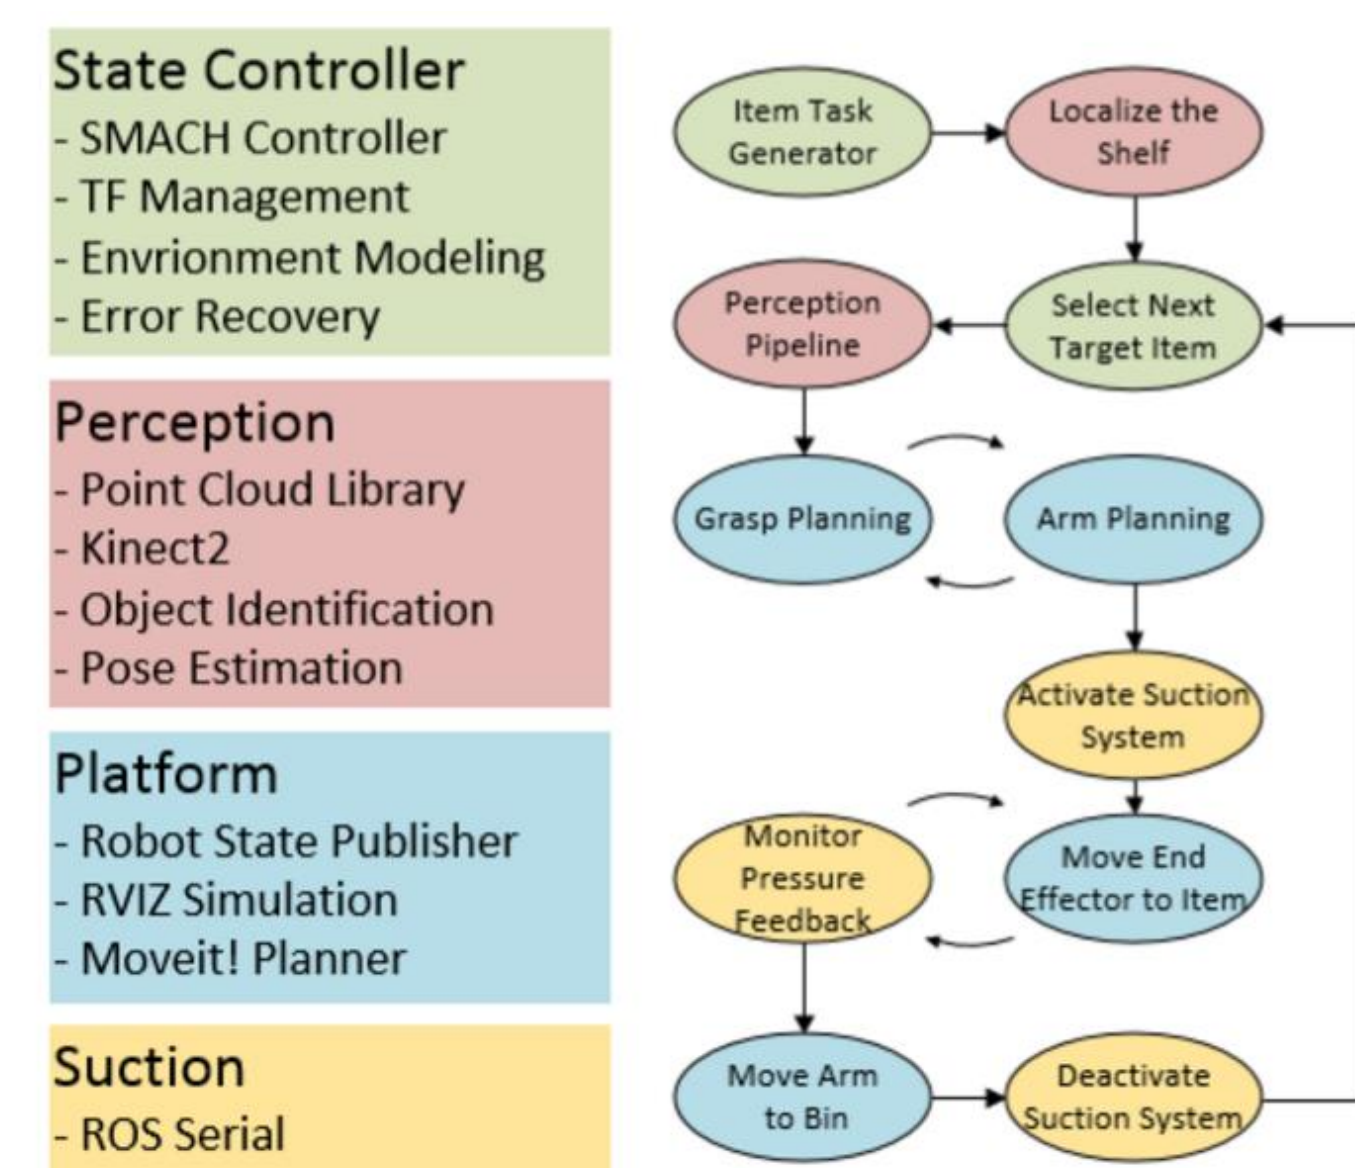 State Controller
- SMACH Controller
- TF Management
- Envrionment Modeling
- Error Recovery
Perception
- Point Cloud Library
- Kinect2
- Object Identification
- Pose Estimation
Platform
- Robot State Publisher
- RVIZ Simulation
- Moveit! Planner
Suction
- ROS Serial
Item Task
Generator
Localize the
Shelf
Perception
Pipeline
Select Next
Target Item
Grasp Planning
Arm Planning
Activate Suction
System
Monitor
Pressure
Feedback
Move End
Effector to Item
Move Arm
to Bin
Deactivate
Suction System